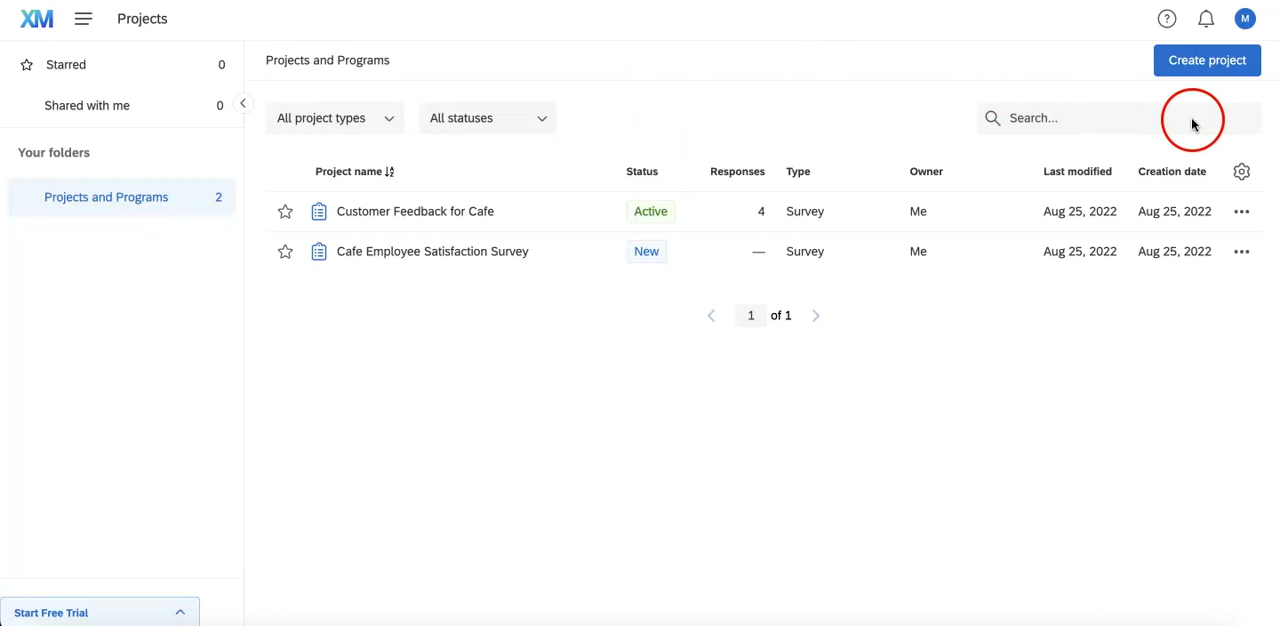 XM Projects M
Starred 0
Shared with me 0
Your folders
Projects and Programs 2
Projects and Programs Create project
All project types All statuses Search...
Project name Status Responses Type Owner Last modified Creation date
Customer Feedback for Cafe Active 4 Survey Me Aug 25, 2022 Aug 25, 2022
Cafe Employee Satisfaction Survey New — Survey Me Aug 25, 2022 Aug 25, 2022
1 of 1
Start Free Trial